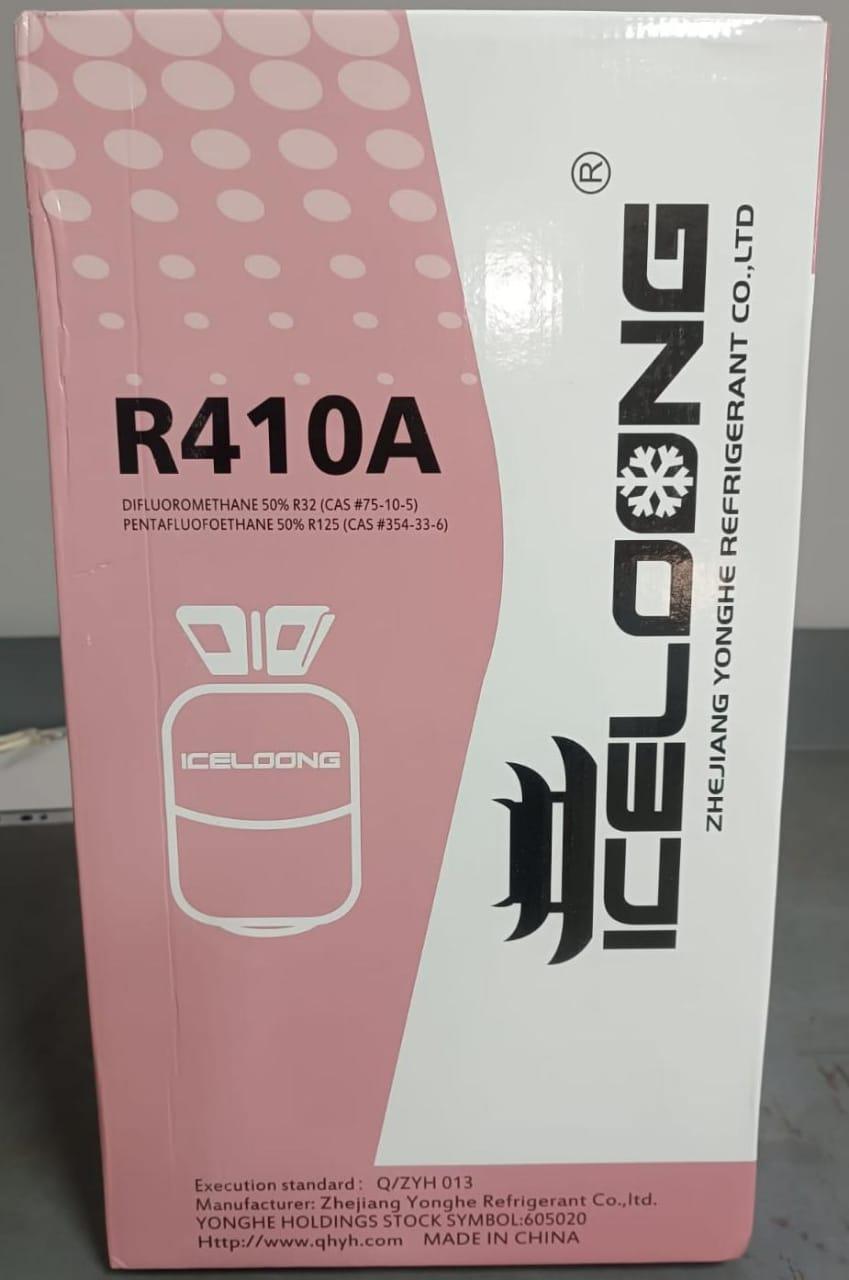 R410A
DIFLUOROMETHANE 50% R32 (CAS #75-10-5)
PENTAFLUOFOETHANE 50% R125 (CAS #354-33-6)
ICELOONG
ICELOONG®
ZHEJIANG YONGHE REFRIGERANT CO.,LTD
Execution standard: Q/ZYH 013
Manufacturer: Zhejiang Yonghe Refrigerant Co.,ltd.
YONGHE HOLDINGS STOCK SYMBOL:605020
Http://www.qhyh.com MADE IN CHINA